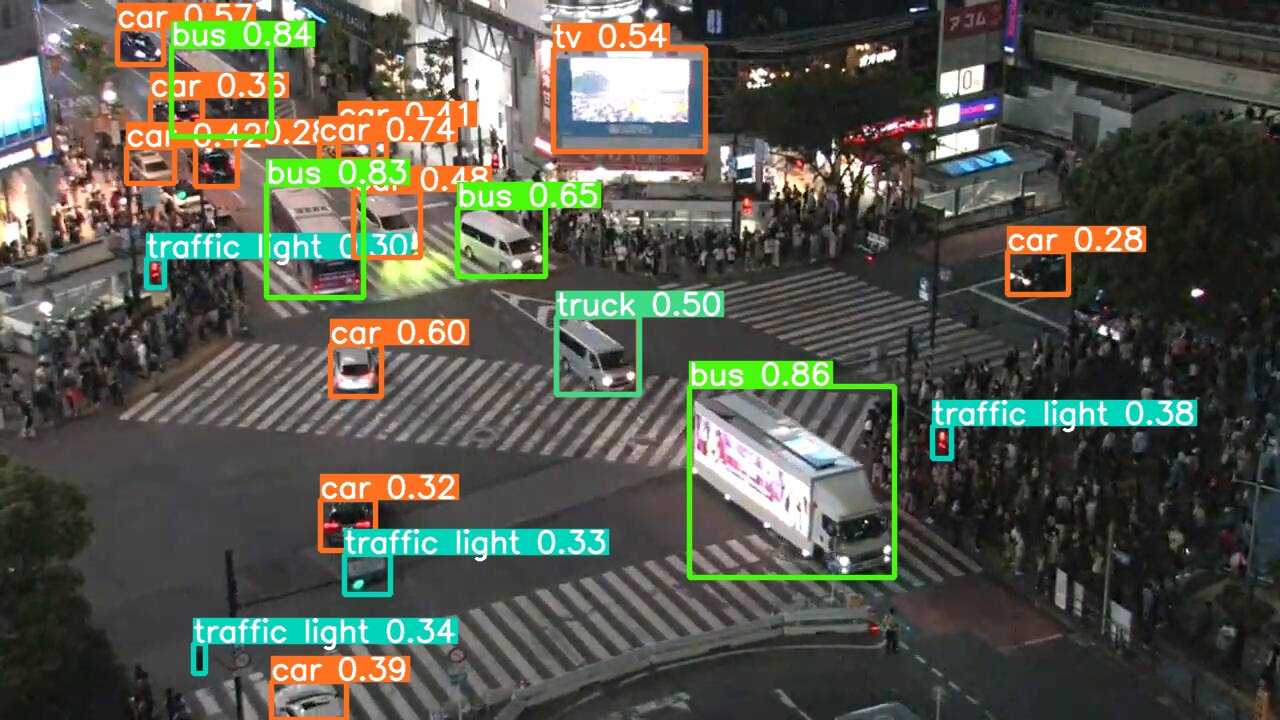 car 0.57
bus 0.84
tv 0.54
アコム
car 0.36
car 0.41
car 0.42
0.28
car 0.74
bus 0.83
car 0.48
bus 0.65
traffic light 0.30
car 0.28
truck 0.50
car 0.60
bus 0.86
traffic light 0.38
car 0.32
traffic light 0.33
traffic light 0.34
car 0.39